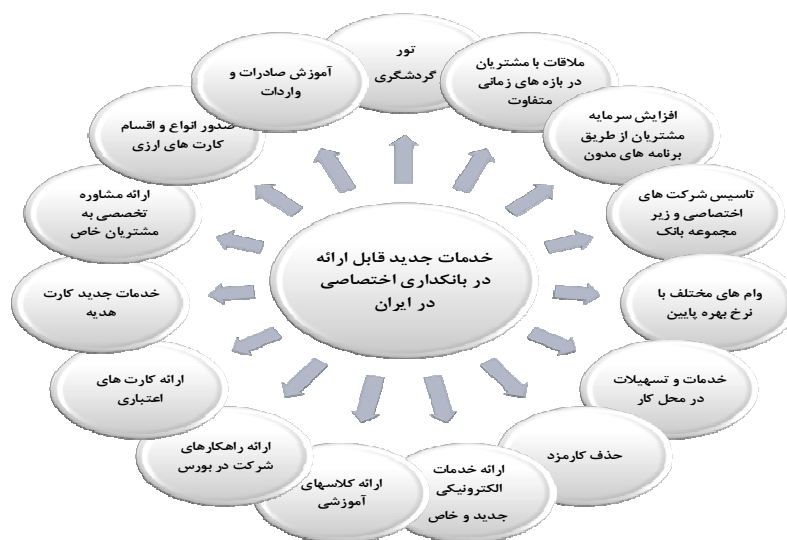 خدمات جدید قابل ارائه
در بانکداری اختصاصی
در ایران
تور
گردشگری
ملاقات با مشتریان
در بازه های زمانی
متفاوت
افزایش سرمایه
مشتریان از طریق
برنامه های مدون
تاسیس شرکت های
اختصاصی و زیر
مجموعه بانک
وام های مختلف با
نرخ بهره پایین
خدمات و تسهیلات
در محل کار
حذف کارمزد
ارائه خدمات
الکترونیکی
جدید و خاص
ارائه کلاسهای
آموزشی
ارائه راهکارهای
شرکت در بورس
ارائه کارت های
اعتباری
خدمات جدید کارت
هدیه
ارائه مشاوره
تخصصی به
مشتریان خاص
صدور انواع و اقسام
کارت های ارزی
آموزش صادرات و
واردات